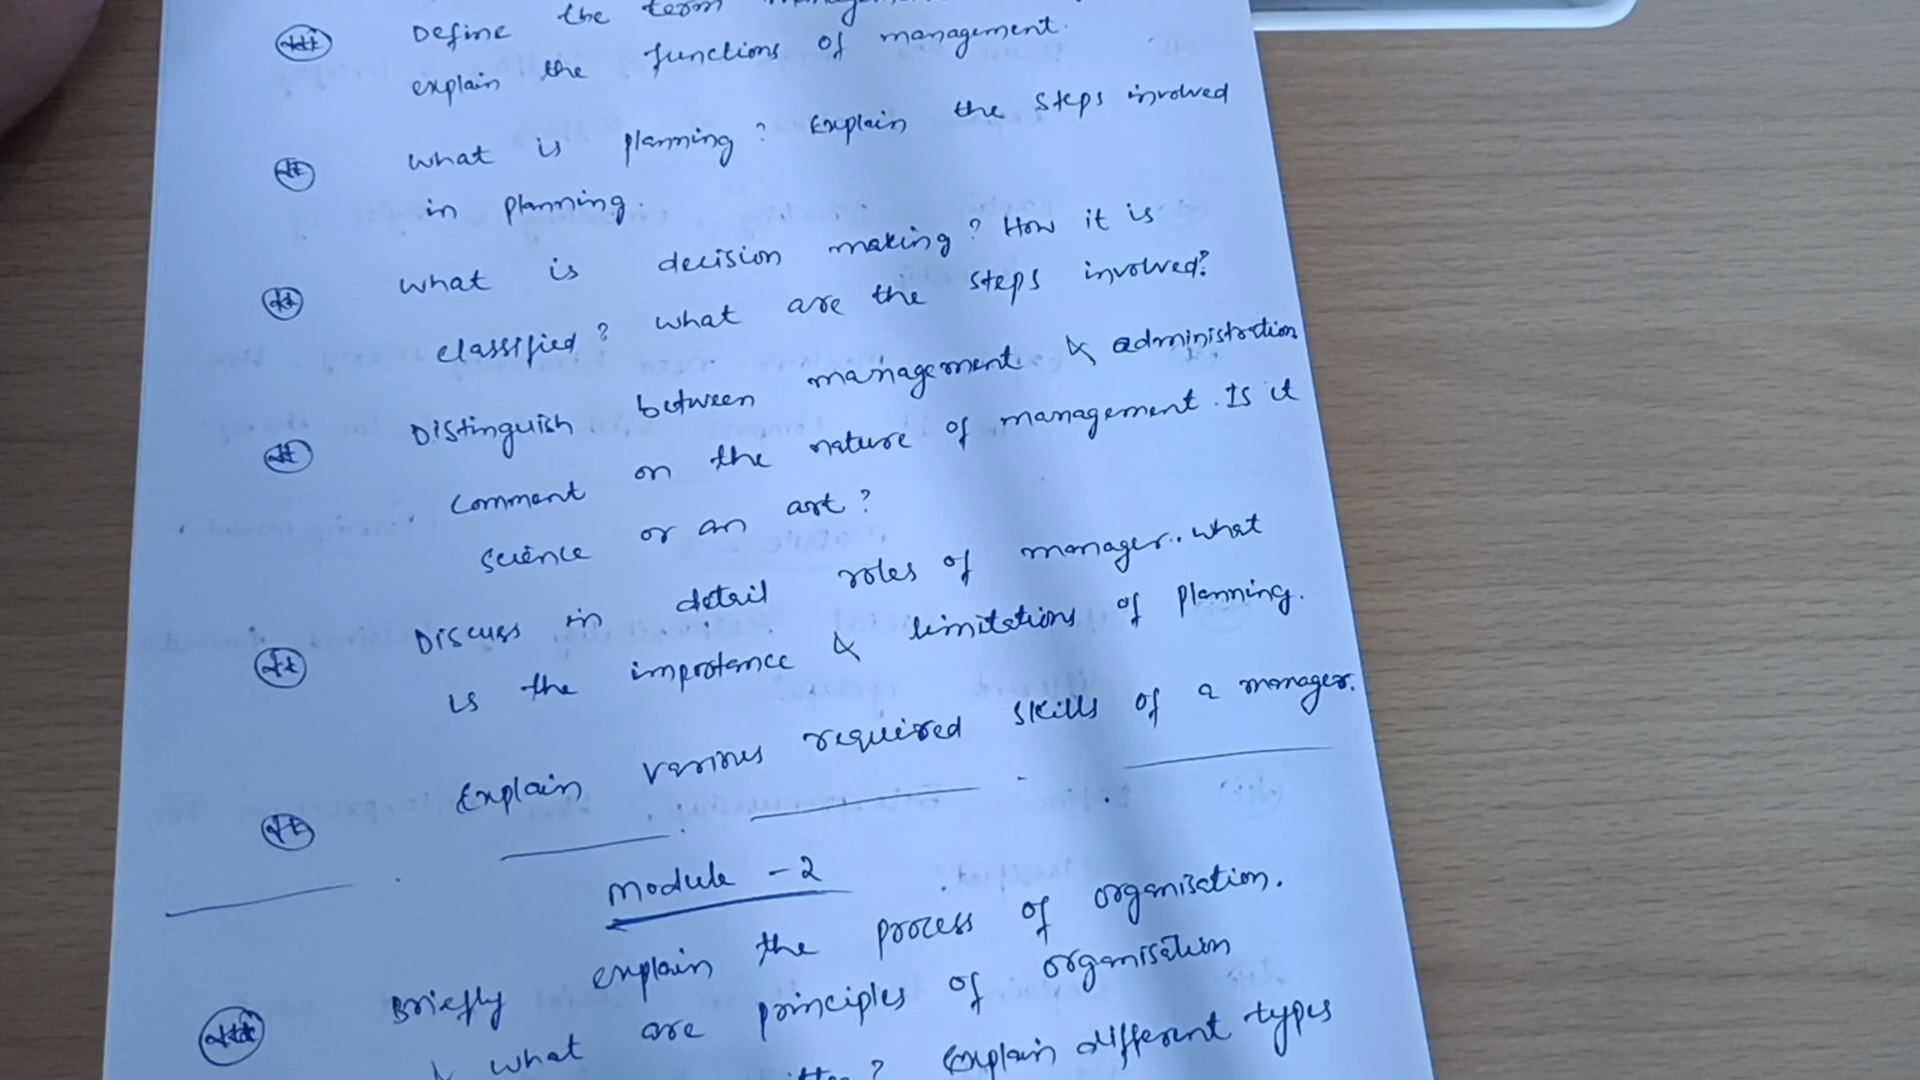 Define the term
explain the functions of management.
what is planning? Explain the steps involved
in planning.
what is decision making? How it is
classified? what are the steps involved?
Distinguish between management & administration
comment on the nature of management. Is it
science or an art?
Discuss in detail roles of manager. what
is the improtance & limitations of planning.
Explain various required skills of a manager.
Module - 2
Briefly explain the process of organisation.
& what are principles of organisation
? Explain different types